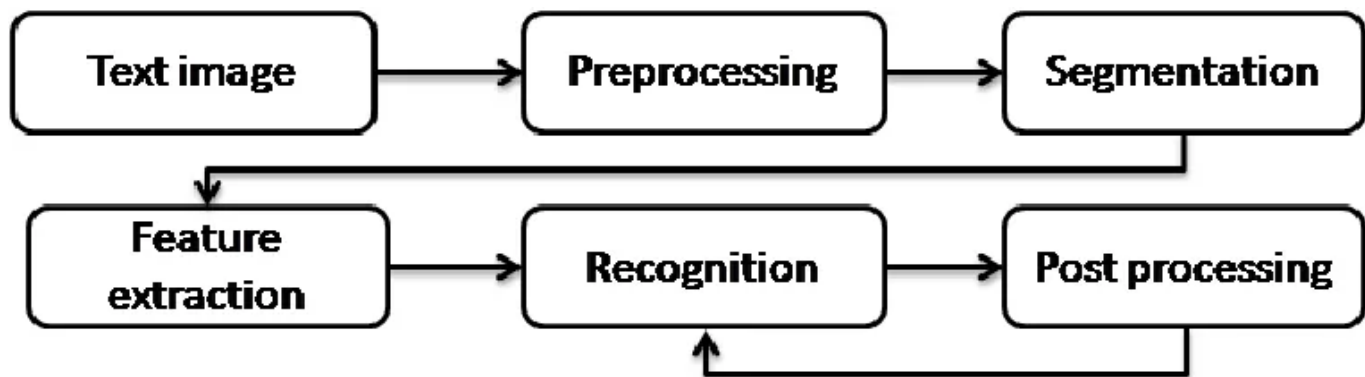 Text image
Preprocessing
Segmentation
Feature
extraction
Recognition
Post processing